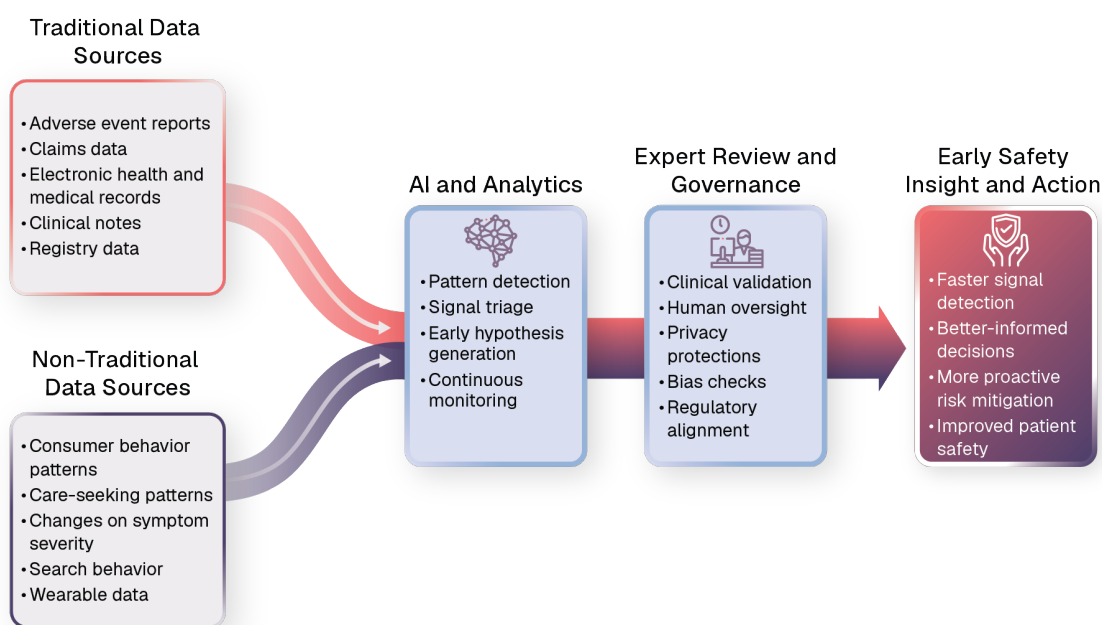 Traditional Data
Sources
• Adverse event reports
• Claims data
• Electronic health and
medical records
• Clinical notes
• Registry data
Non-Traditional
Data Sources
• Consumer behavior
patterns
• Care-seeking patterns
• Changes on symptom
severity
• Search behavior
• Wearable data
AI and Analytics
• Pattern detection
• Signal triage
• Early hypothesis
generation
• Continuous
monitoring
Expert Review and
Governance
• Clinical validation
• Human oversight
• Privacy
protections
• Bias checks
• Regulatory
alignment
Early Safety
Insight and Action
• Faster signal
detection
• Better-informed
decisions
• More proactive
risk mitigation
• Improved patient
safety